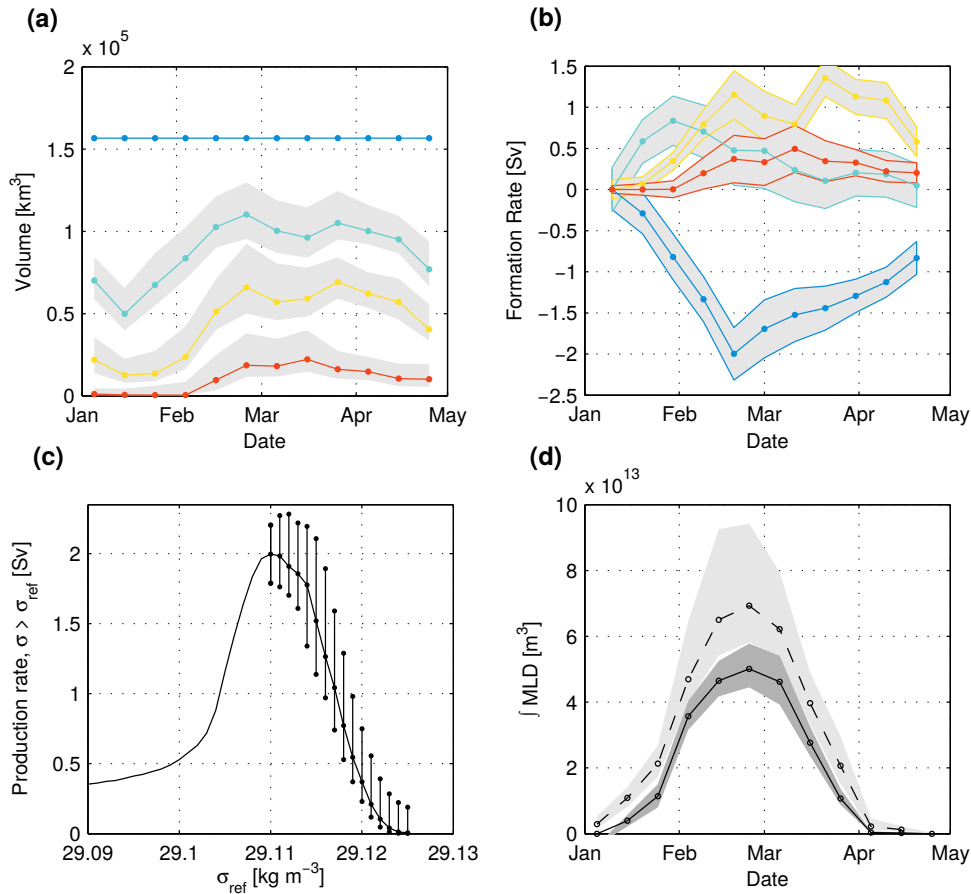 (a)
x 10^5
2
1.5
1
0.5
0
Volume [km^3]
Jan Feb Mar Apr May
Date
(b)
1.5
1
0.5
0
−0.5
−1
−1.5
−2
−2.5
Formation Rate [Sv]
Jan Feb Mar Apr May
Date
(c)
2
1.5
1
0.5
0
Production rate, σ > σ_ref [Sv]
29.09 29.1 29.11 29.12 29.13
σ_ref [kg m^−3]
(d)
x 10^13
10
8
6
4
2
0
∫ MLD [m^3]
Jan Feb Mar Apr May
Date